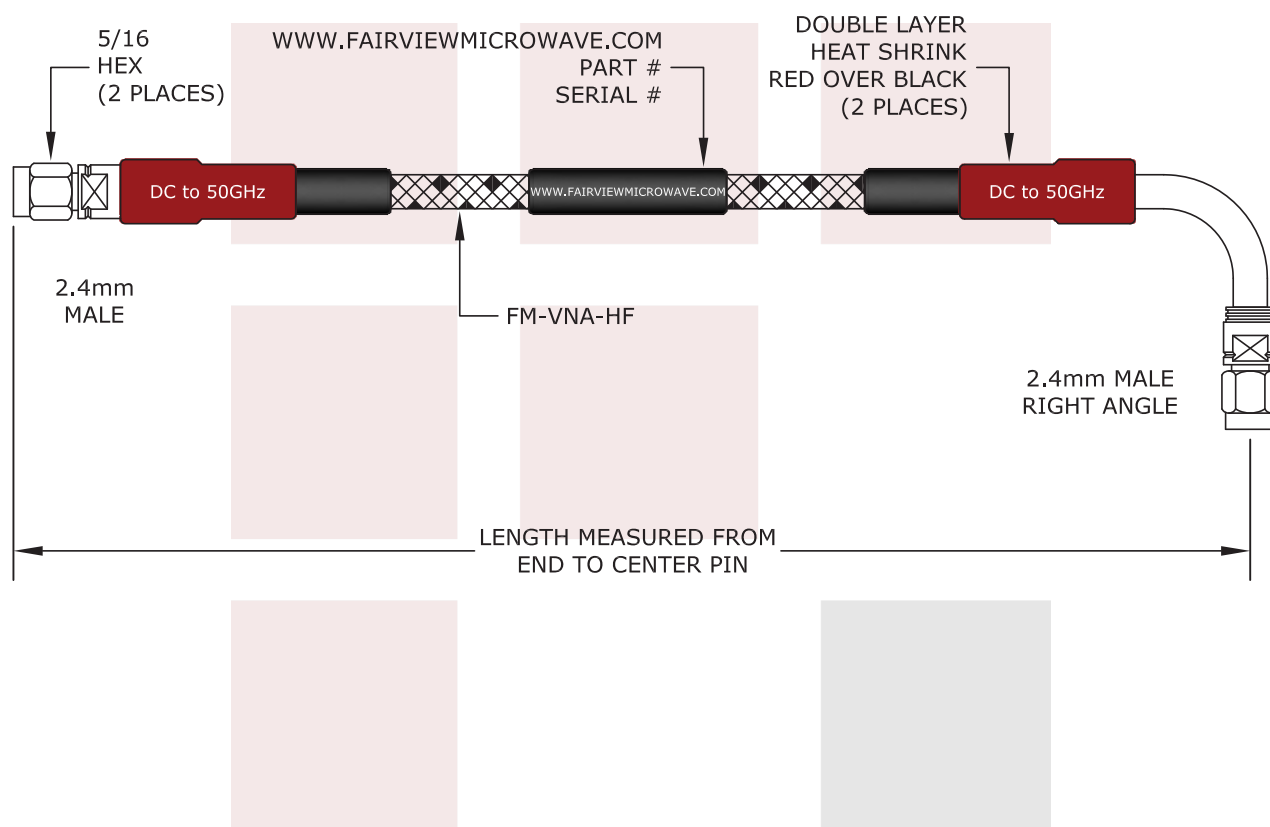 5/16
HEX
(2 PLACES)
WWW.FAIRVIEWMICROWAVE.COM
PART #
SERIAL #
DOUBLE LAYER
HEAT SHRINK
RED OVER BLACK
(2 PLACES)
DC to 50GHz
WWW.FAIRVIEWMICROWAVE.COM
DC to 50GHz
2.4mm
MALE
FM-VNA-HF
2.4mm MALE
RIGHT ANGLE
LENGTH MEASURED FROM
END TO CENTER PIN